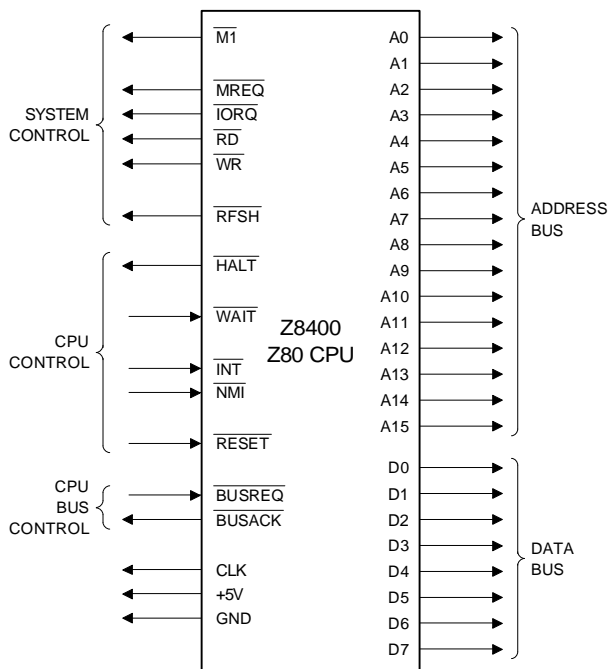 SYSTEM
CONTROL
M1
MREQ
IORQ
RD
WR
RFSH
CPU
CONTROL
HALT
WAIT
INT
NMI
RESET
CPU
BUS
CONTROL
BUSREQ
BUSACK
CLK
+5V
GND
Z8400
Z80 CPU
A0
A1
A2
A3
A4
A5
A6
A7
A8
A9
A10
A11
A12
A13
A14
A15
ADDRESS
BUS
D0
D1
D2
D3
D4
D5
D6
D7
DATA
BUS